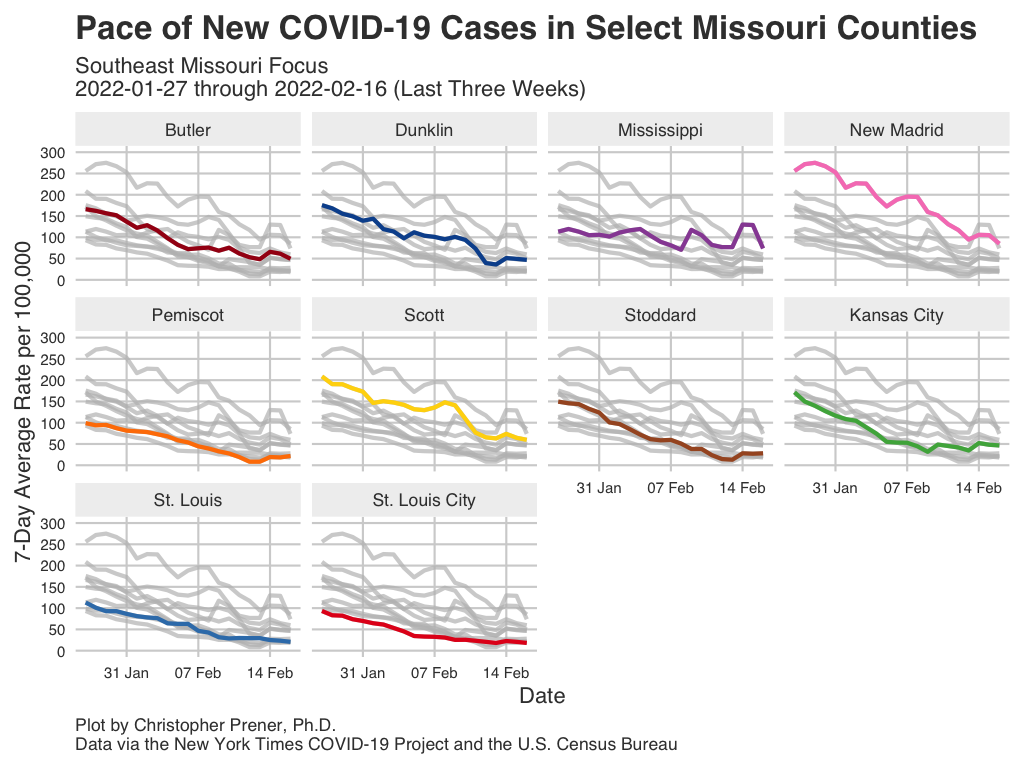 Pace of New COVID-19 Cases in Select Missouri Counties
Southeast Missouri Focus
2022-01-27 through 2022-02-16 (Last Three Weeks)
Butler Dunklin Mississippi New Madrid
300
250
200
150
100
50
0
Pemiscot Scott Stoddard Kansas City
300
250
200
150
100
50
0
31 Jan 07 Feb 14 Feb 31 Jan 07 Feb 14 Feb
St. Louis St. Louis City
300
250
200
150
100
50
0
31 Jan 07 Feb 14 Feb 31 Jan 07 Feb 14 Feb
7-Day Average Rate per 100,000
Date
Plot by Christopher Prener, Ph.D.
Data via the New York Times COVID-19 Project and the U.S. Census Bureau